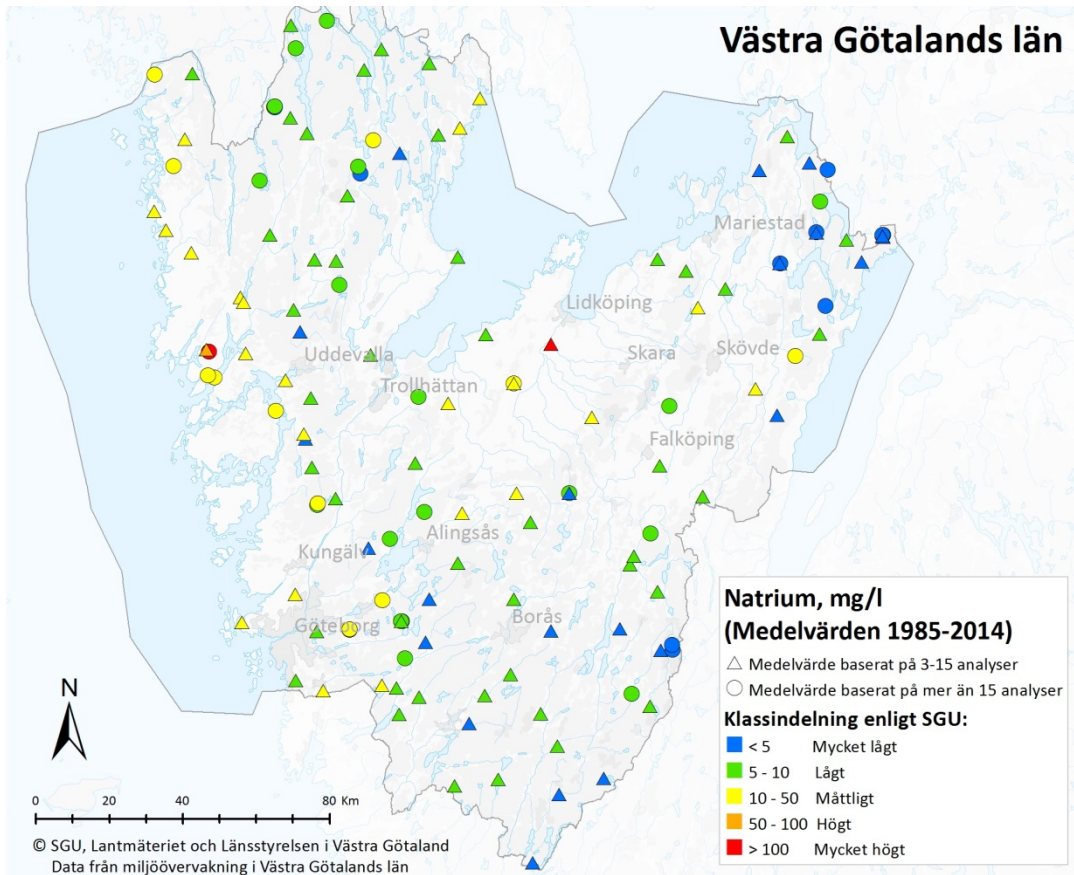 Västra Götalands län
Mariestad
Lidköping
Uddevalla
Skara
Skövde
Trollhättan
Falköping
Alingsås
Kungälv
Göteborg
Borås
Natrium, mg/l
(Medelvärden 1985-2014)
Medelvärde baserat på 3-15 analyser
Medelvärde baserat på mer än 15 analyser
Klassindelning enligt SGU:
< 5 Mycket lågt
5 - 10 Lågt
10 - 50 Måttligt
50 - 100 Högt
> 100 Mycket högt
N
0 20 40 80 Km
© SGU, Lantmäteriet och Länsstyrelsen i Västra Götaland
Data från miljöövervakning i Västra Götalands län